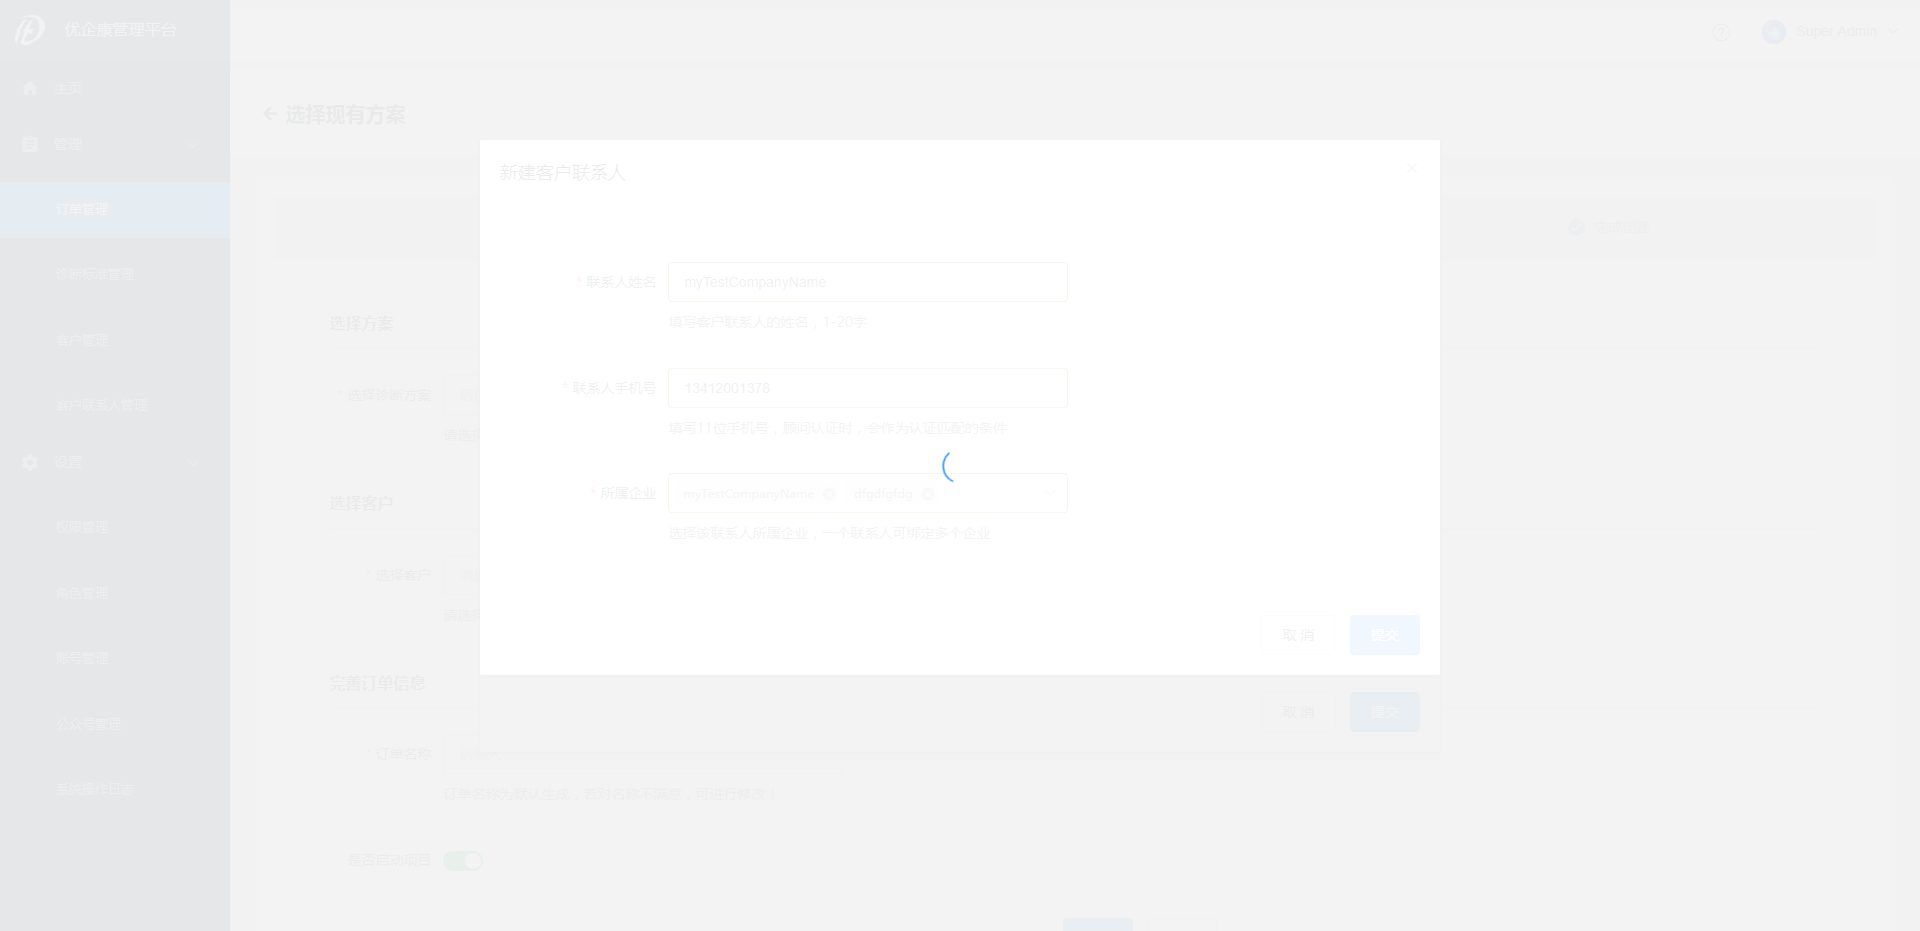 优企康管理平台
Super Admin
主页
选择现有方案
管理
新建客户联系人
订单管理
* 联系人姓名 myTestCompanyName
诊断标准管理
填写客户联系人的姓名，1-20字
选择方案
客户管理
* 联系人手机号 13412001378
* 选择诊断方案
客户联系人管理
填写11位手机号，顾问认证时，会作为认证匹配的条件
请选择
设置
* 所属企业 myTestCompanyName dfgdfgfdg
选择客户
选择该联系人所属企业，一个联系人可绑定多个企业
权限管理
* 选择客户
角色管理
请选择
取 消 提交
账号管理
完善订单信息
取 消 提交
公众号管理
* 订单名称
系统操作日志
订单名称为默认生成，若对名称不满意，可进行修改！
是否启动项目